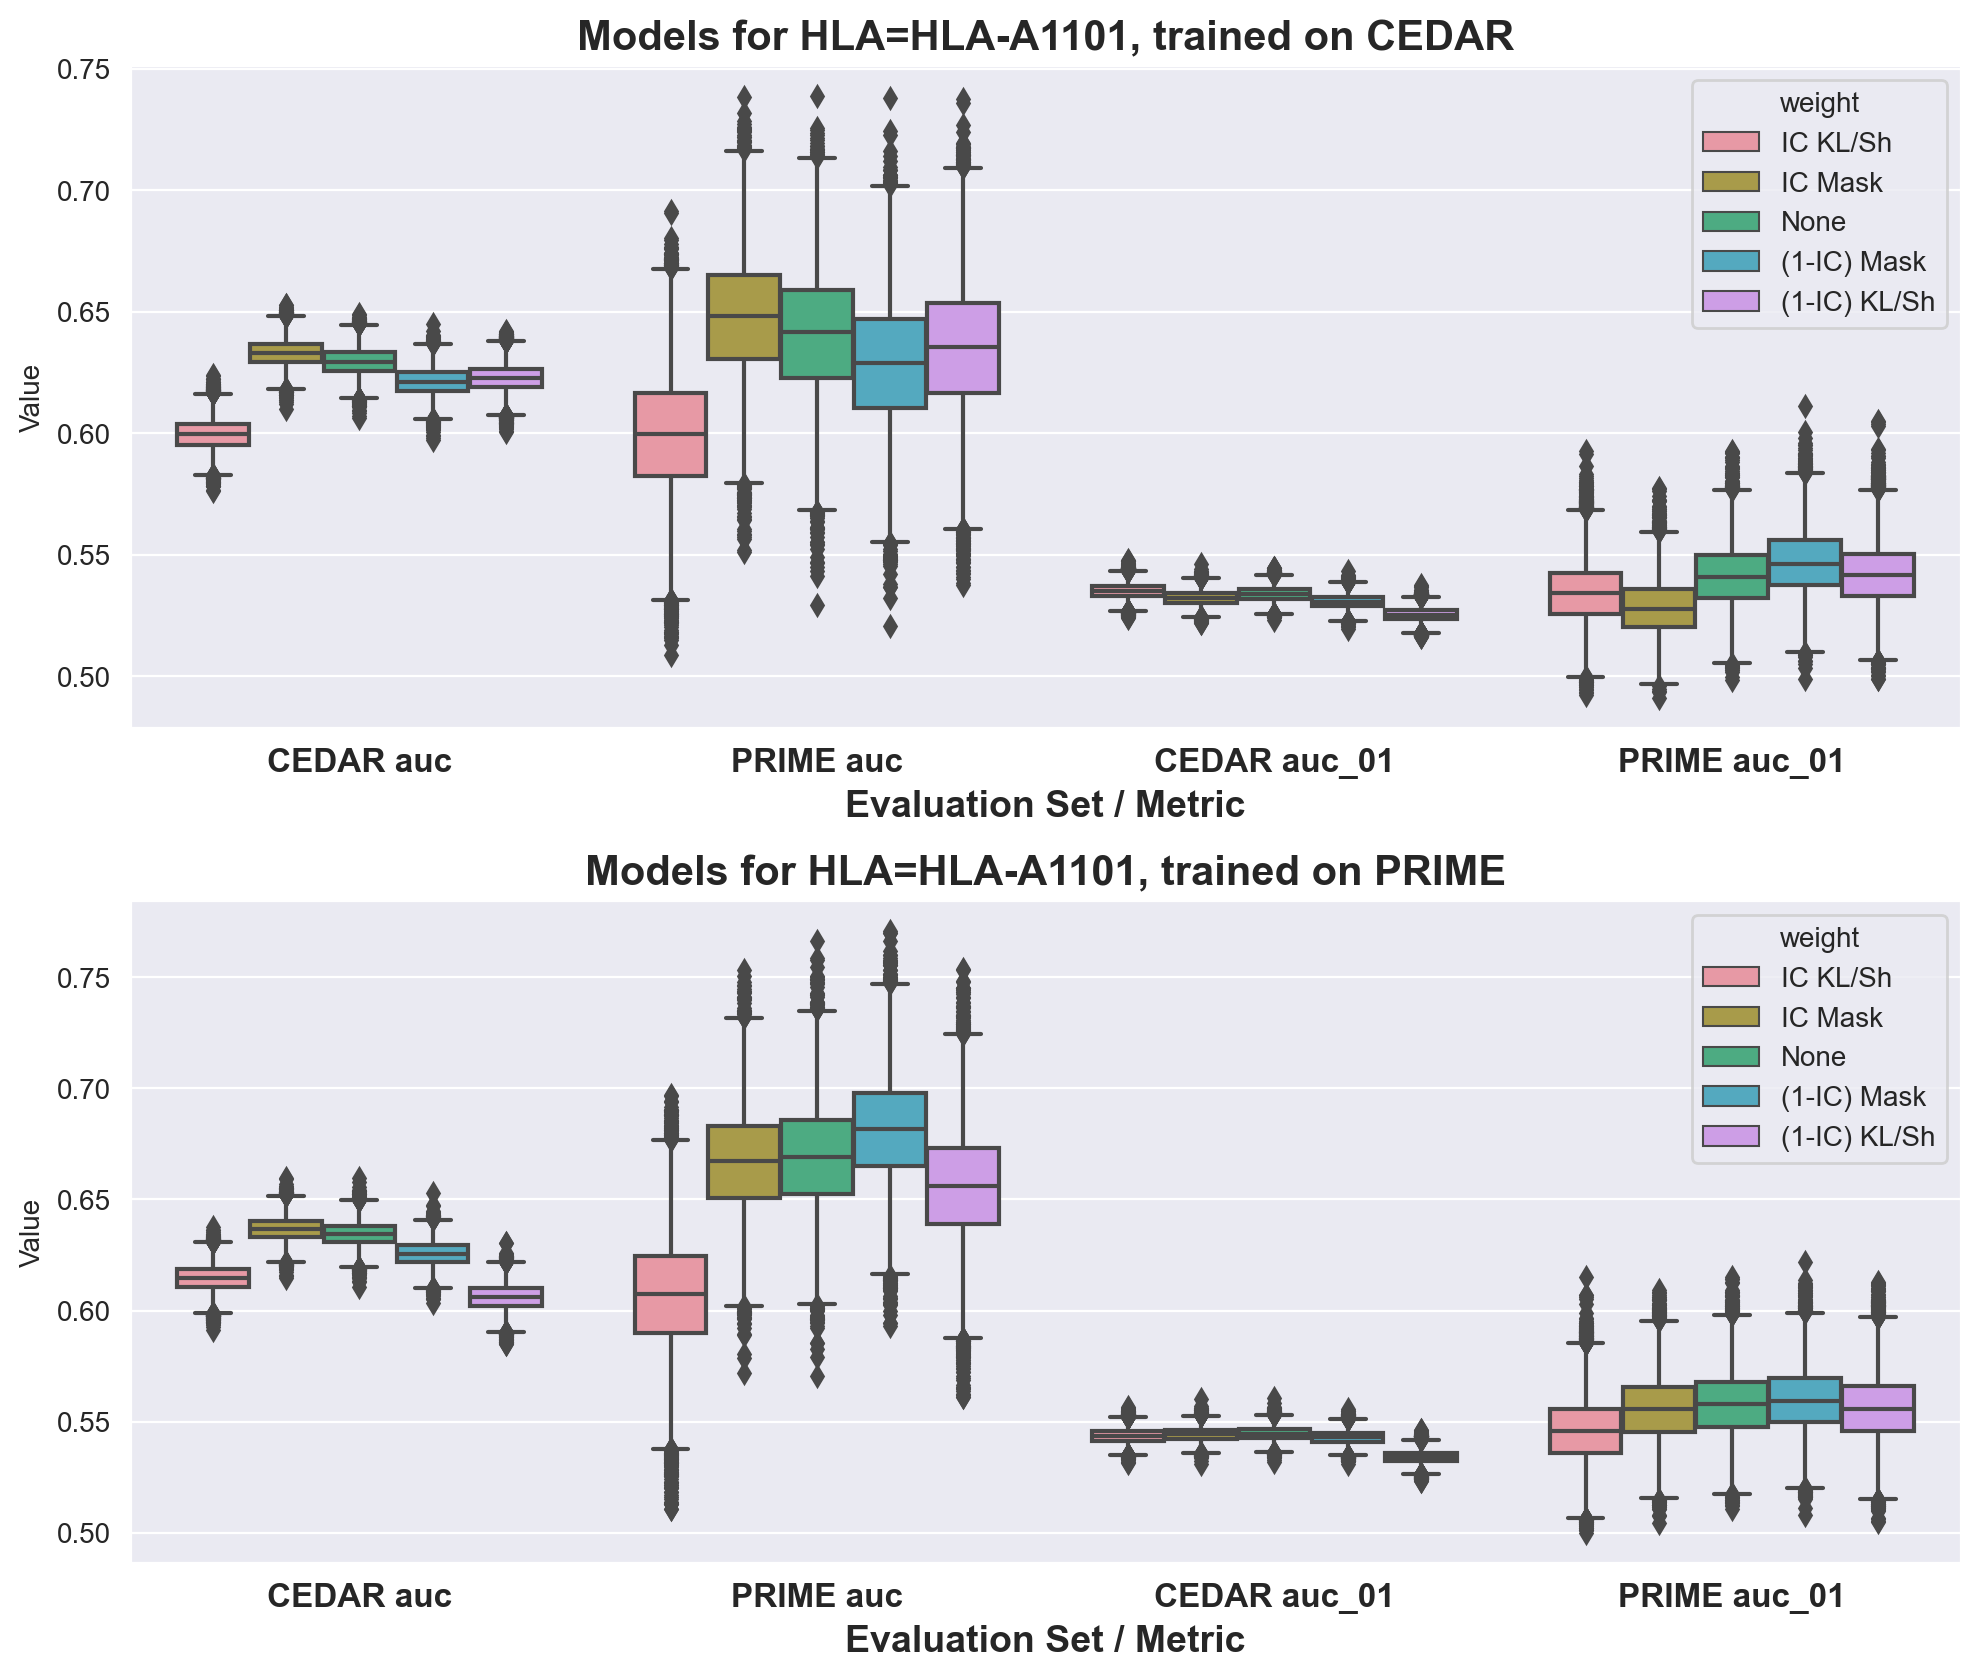 Models for HLA=HLA-A1101, trained on CEDAR
0.75
0.70
0.65
0.60
0.55
0.50
Value
weight
IC KL/Sh
IC Mask
None
(1-IC) Mask
(1-IC) KL/Sh
CEDAR auc
PRIME auc
CEDAR auc_01
PRIME auc_01
Evaluation Set / Metric
Models for HLA=HLA-A1101, trained on PRIME
0.75
0.70
0.65
0.60
0.55
0.50
Value
weight
IC KL/Sh
IC Mask
None
(1-IC) Mask
(1-IC) KL/Sh
CEDAR auc
PRIME auc
CEDAR auc_01
PRIME auc_01
Evaluation Set / Metric